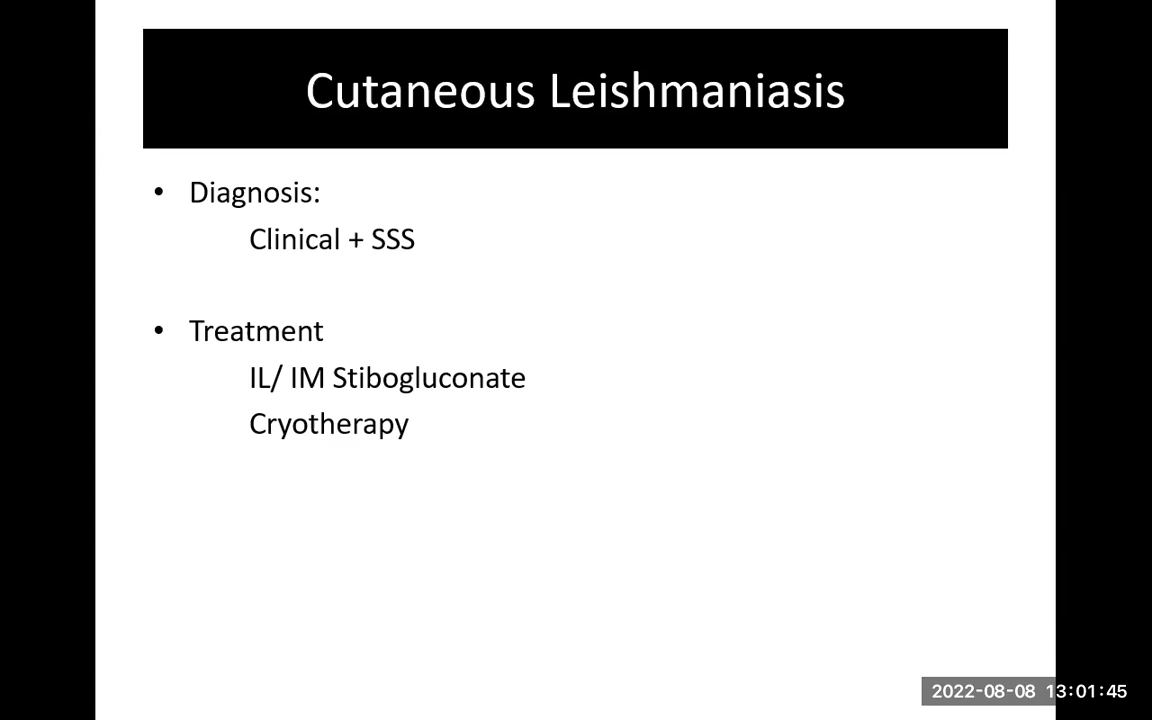 Cutaneous Leishmaniasis
• Diagnosis:
Clinical + SSS
• Treatment
IL/ IM Stibogluconate
Cryotherapy
2022-08-08 13:01:45